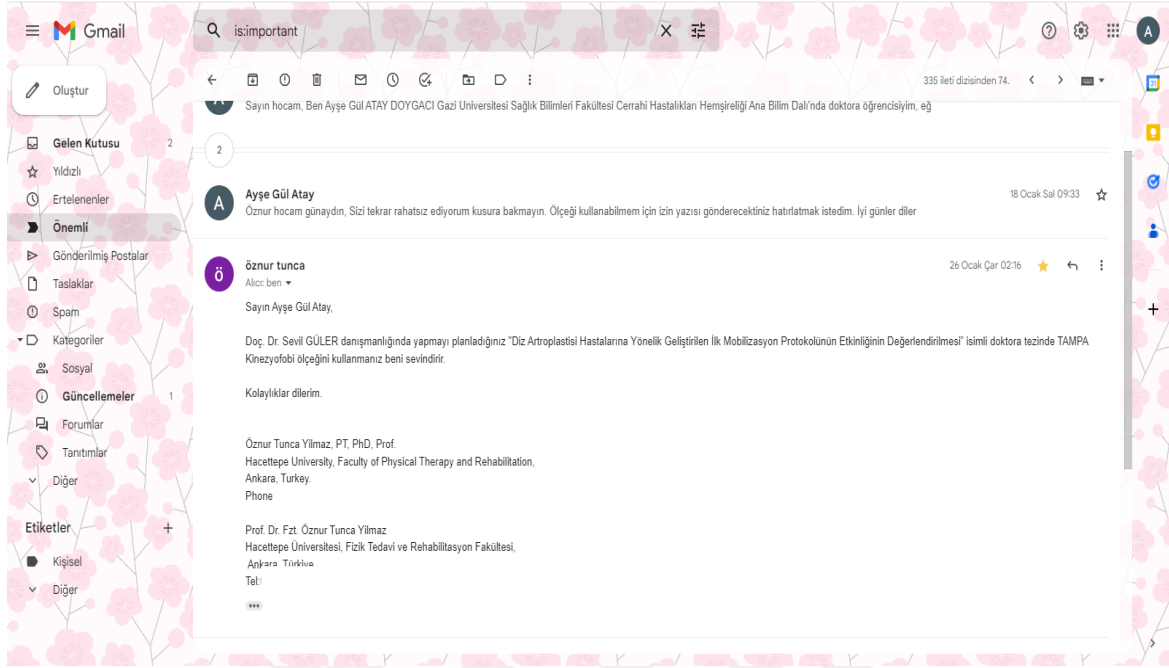 Gmail
is:important
A
Oluştur
335 ileti dizisinden 74.
31
Sayın hocam, Ben Ayşe Gül ATAY DOYGACI Gazi Üniversitesi Sağlık Bilimleri Fakültesi Cerrahi Hastalıkları Hemşireliği Ana Bilim Dalı'nda doktora öğrencisiyim, eğ
Gelen Kutusu 2
2
Yıldızlı
Ertelenenler
Önemli
Gönderilmiş Postalar
Taslaklar
Spam
Kategoriler
Sosyal
Güncellemeler 1
Forumlar
Tanıtımlar
Diğer
Etiketler +
Kişisel
Diğer
A
Ayşe Gül Atay 18 Ocak Sal 09:33
Öznur hocam günaydın, Sizi tekrar rahatsız ediyorum kusura bakmayın. Ölçeği kullanabilmem için izin yazısı gönderecektiniz hatırlatmak istedim. İyi günler diler
ö
öznur tunca 26 Ocak Çar 02:16
Alıcı: ben
Sayın Ayşe Gül Atay,
Doç. Dr. Sevil GÜLER danışmanlığında yapmayı planladığınız "Diz Artroplastisi Hastalarına Yönelik Geliştirilen İlk Mobilizasyon Protokolünün Etkinliğinin Değerlendirilmesi" isimli doktora tezinde TAMPA
Kinezyofobi ölçeğini kullanmanız beni sevindirir.
Kolaylıklar dilerim.
Öznur Tunca Yilmaz, PT, PhD, Prof.
Hacettepe University, Faculty of Physical Therapy and Rehabilitation,
Ankara, Turkey.
Phone
Prof. Dr. Fzt. Öznur Tunca Yilmaz
Hacettepe Üniversitesi, Fizik Tedavi ve Rehabilitasyon Fakültesi,
Ankara, Türkiye
Tel: